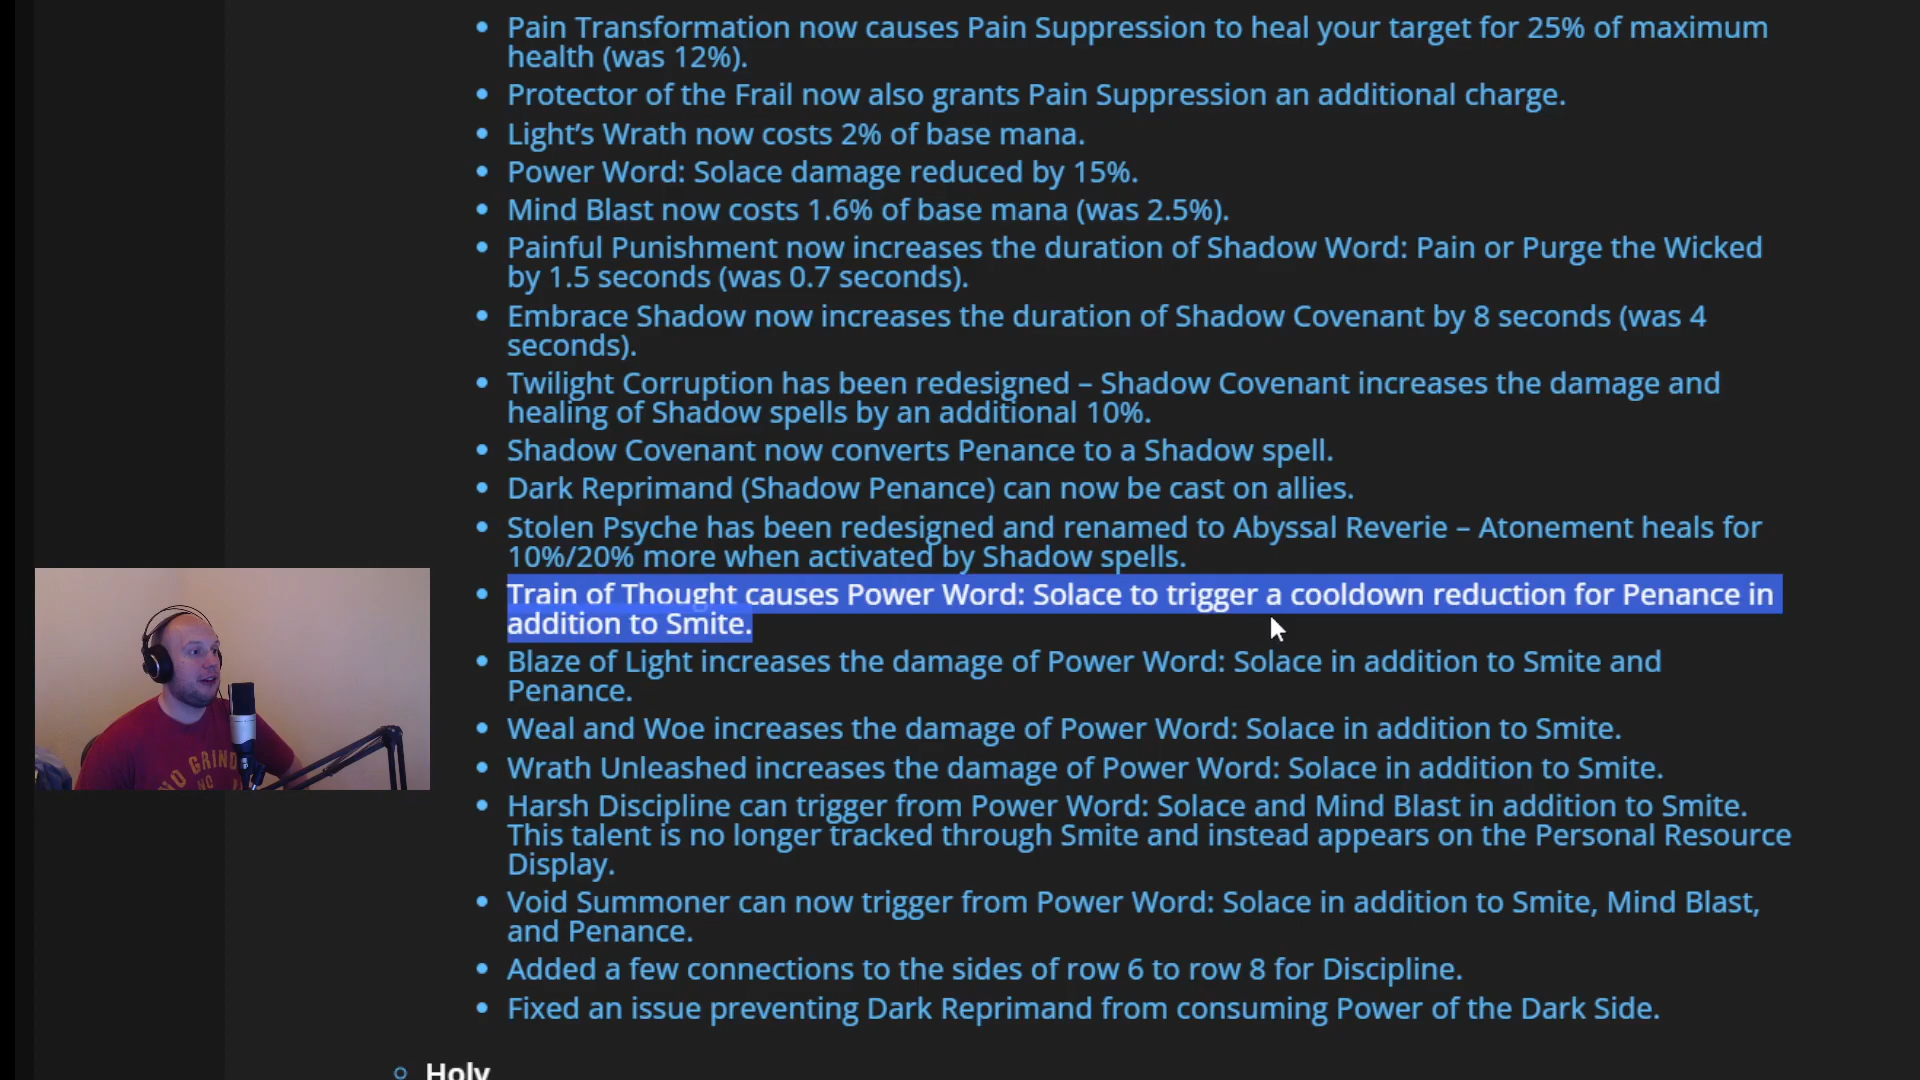 Pain Transformation now causes Pain Suppression to heal your target for 25% of maximum
health (was 12%).
Protector of the Frail now also grants Pain Suppression an additional charge.
Light’s Wrath now costs 2% of base mana.
Power Word: Solace damage reduced by 15%.
Mind Blast now costs 1.6% of base mana (was 2.5%).
Painful Punishment now increases the duration of Shadow Word: Pain or Purge the Wicked
by 1.5 seconds (was 0.7 seconds).
Embrace Shadow now increases the duration of Shadow Covenant by 8 seconds (was 4
seconds).
Twilight Corruption has been redesigned – Shadow Covenant increases the damage and
healing of Shadow spells by an additional 10%.
Shadow Covenant now converts Penance to a Shadow spell.
Dark Reprimand (Shadow Penance) can now be cast on allies.
Stolen Psyche has been redesigned and renamed to Abyssal Reverie – Atonement heals for
10%/20% more when activated by Shadow spells.
Train of Thought causes Power Word: Solace to trigger a cooldown reduction for Penance in
addition to Smite.
Blaze of Light increases the damage of Power Word: Solace in addition to Smite and
Penance.
Weal and Woe increases the damage of Power Word: Solace in addition to Smite.
Wrath Unleashed increases the damage of Power Word: Solace in addition to Smite.
Harsh Discipline can trigger from Power Word: Solace and Mind Blast in addition to Smite.
This talent is no longer tracked through Smite and instead appears on the Personal Resource
Display.
Void Summoner can now trigger from Power Word: Solace in addition to Smite, Mind Blast,
and Penance.
Added a few connections to the sides of row 6 to row 8 for Discipline.
Fixed an issue preventing Dark Reprimand from consuming Power of the Dark Side.
Holy
GRIND
NO